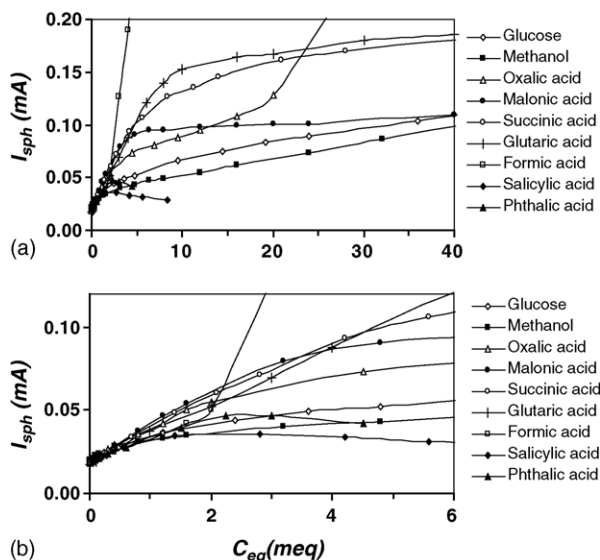 0.20
0.15
0.10
0.05
0.00
I_sph (mA)
0
10
20
30
40
Glucose
Methanol
Oxalic acid
Malonic acid
Succinic acid
Glutaric acid
Formic acid
Salicylic acid
Phthalic acid
(a)
0.10
0.05
0.00
I_sph (mA)
0
2
4
6
Glucose
Methanol
Oxalic acid
Malonic acid
Succinic acid
Glutaric acid
Formic acid
Salicylic acid
Phthalic acid
(b)
C_eq(meq)